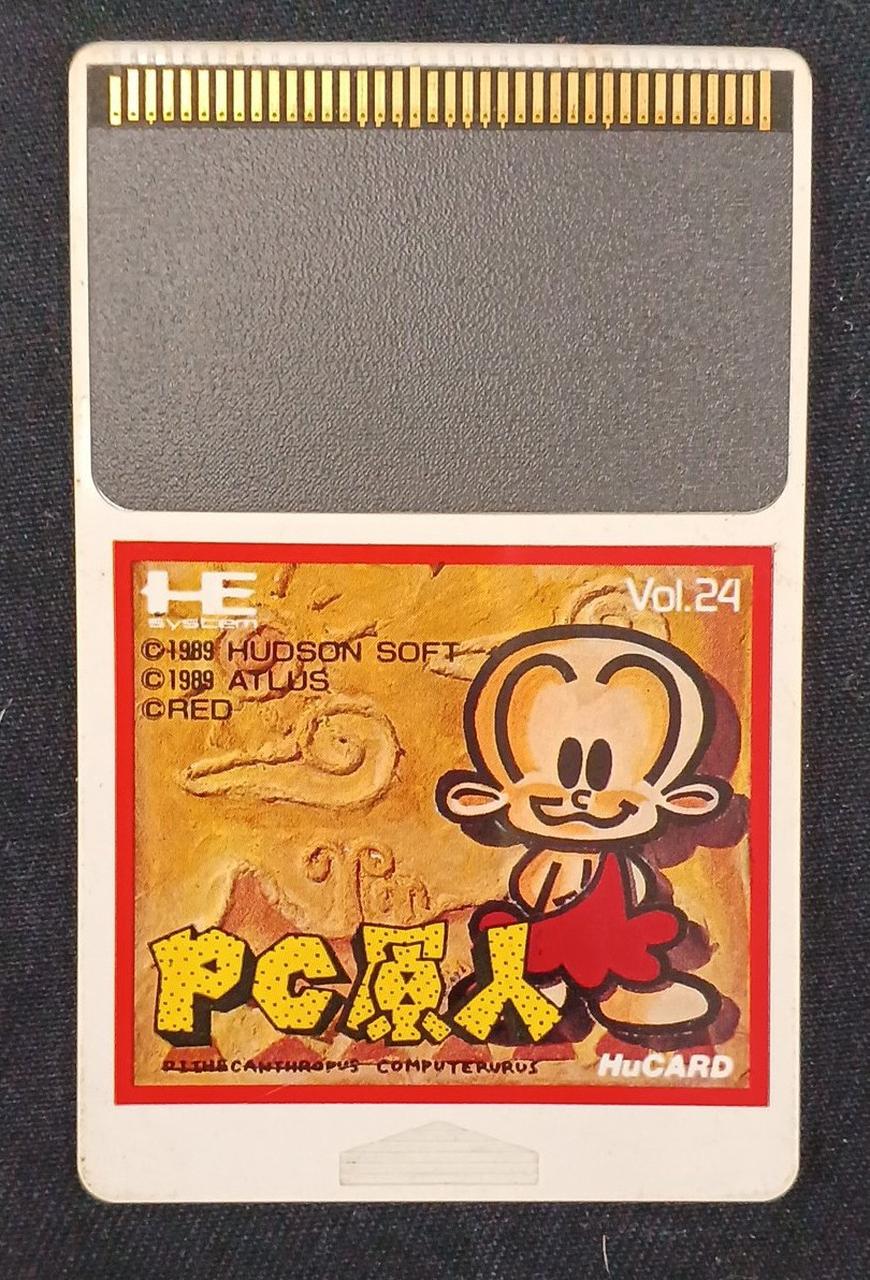 HE
system
Vol.24
©1989 HUDSON SOFT
©1989 ATLUS
©RED
PC原人
PITHECANTHROPUS COMPUTERURUS
HuCARD